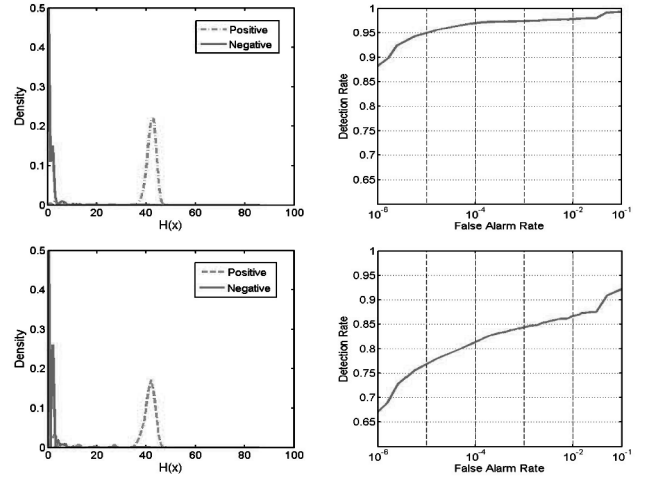 0.5
0.4
0.3
0.2
0.1
0
Density
0 20 40 60 80 100
H(x)
Positive
Negative
1
0.95
0.9
0.85
0.8
0.75
0.7
0.65
Detection Rate
10⁻⁶ 10⁻⁴ 10⁻² 10⁻¹
False Alarm Rate
0.5
0.4
0.3
0.2
0.1
0
Density
0 20 40 60 80 100
H(x)
Positive
Negative
1
0.95
0.9
0.85
0.8
0.75
0.7
0.65
Detection Rate
10⁻⁶ 10⁻⁴ 10⁻² 10⁻¹
False Alarm Rate